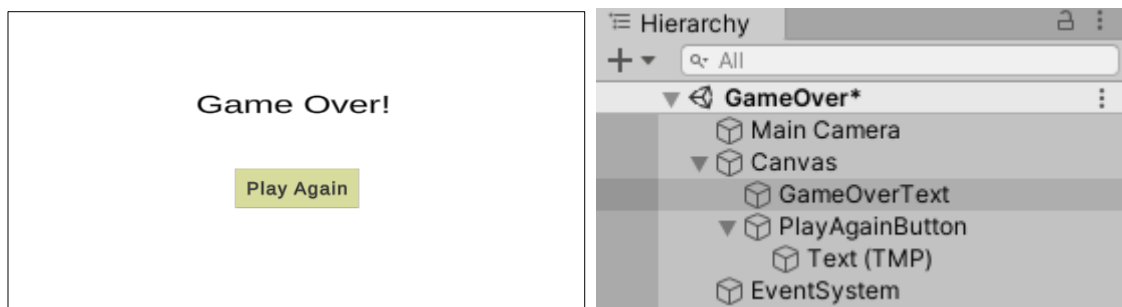 Game Over!
Play Again
Hierarchy
All
GameOver*
Main Camera
Canvas
GameOverText
PlayAgainButton
Text (TMP)
EventSystem